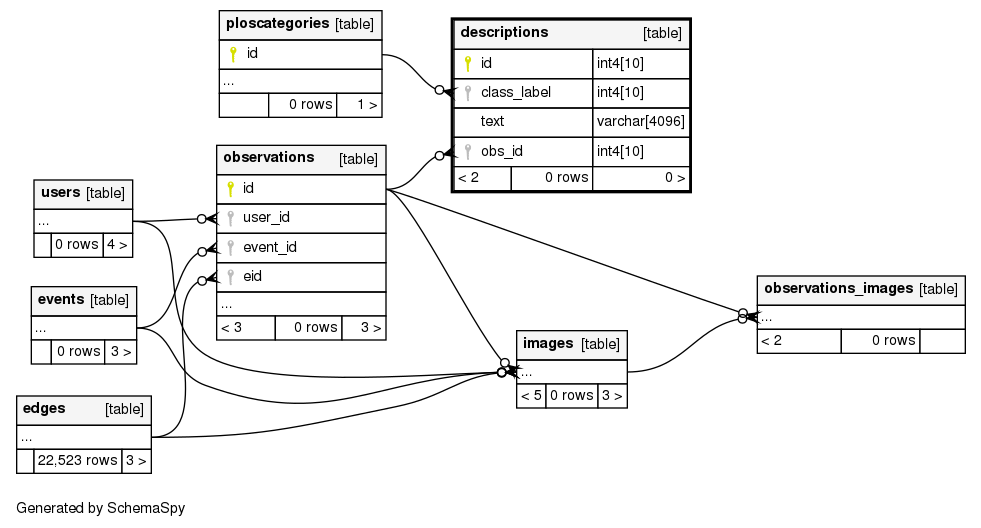 ploscategories [table]
id
...
0 rows 1 >
descriptions [table]
id int4[10]
class_label int4[10]
text varchar[4096]
obs_id int4[10]
< 2 0 rows 0 >
observations [table]
id
user_id
event_id
eid
...
< 3 0 rows 3 >
users [table]
...
0 rows 4 >
events [table]
...
0 rows 3 >
edges [table]
...
22,523 rows 3 >
images [table]
...
< 5 0 rows 3 >
observations_images [table]
...
< 2 0 rows
Generated by SchemaSpy